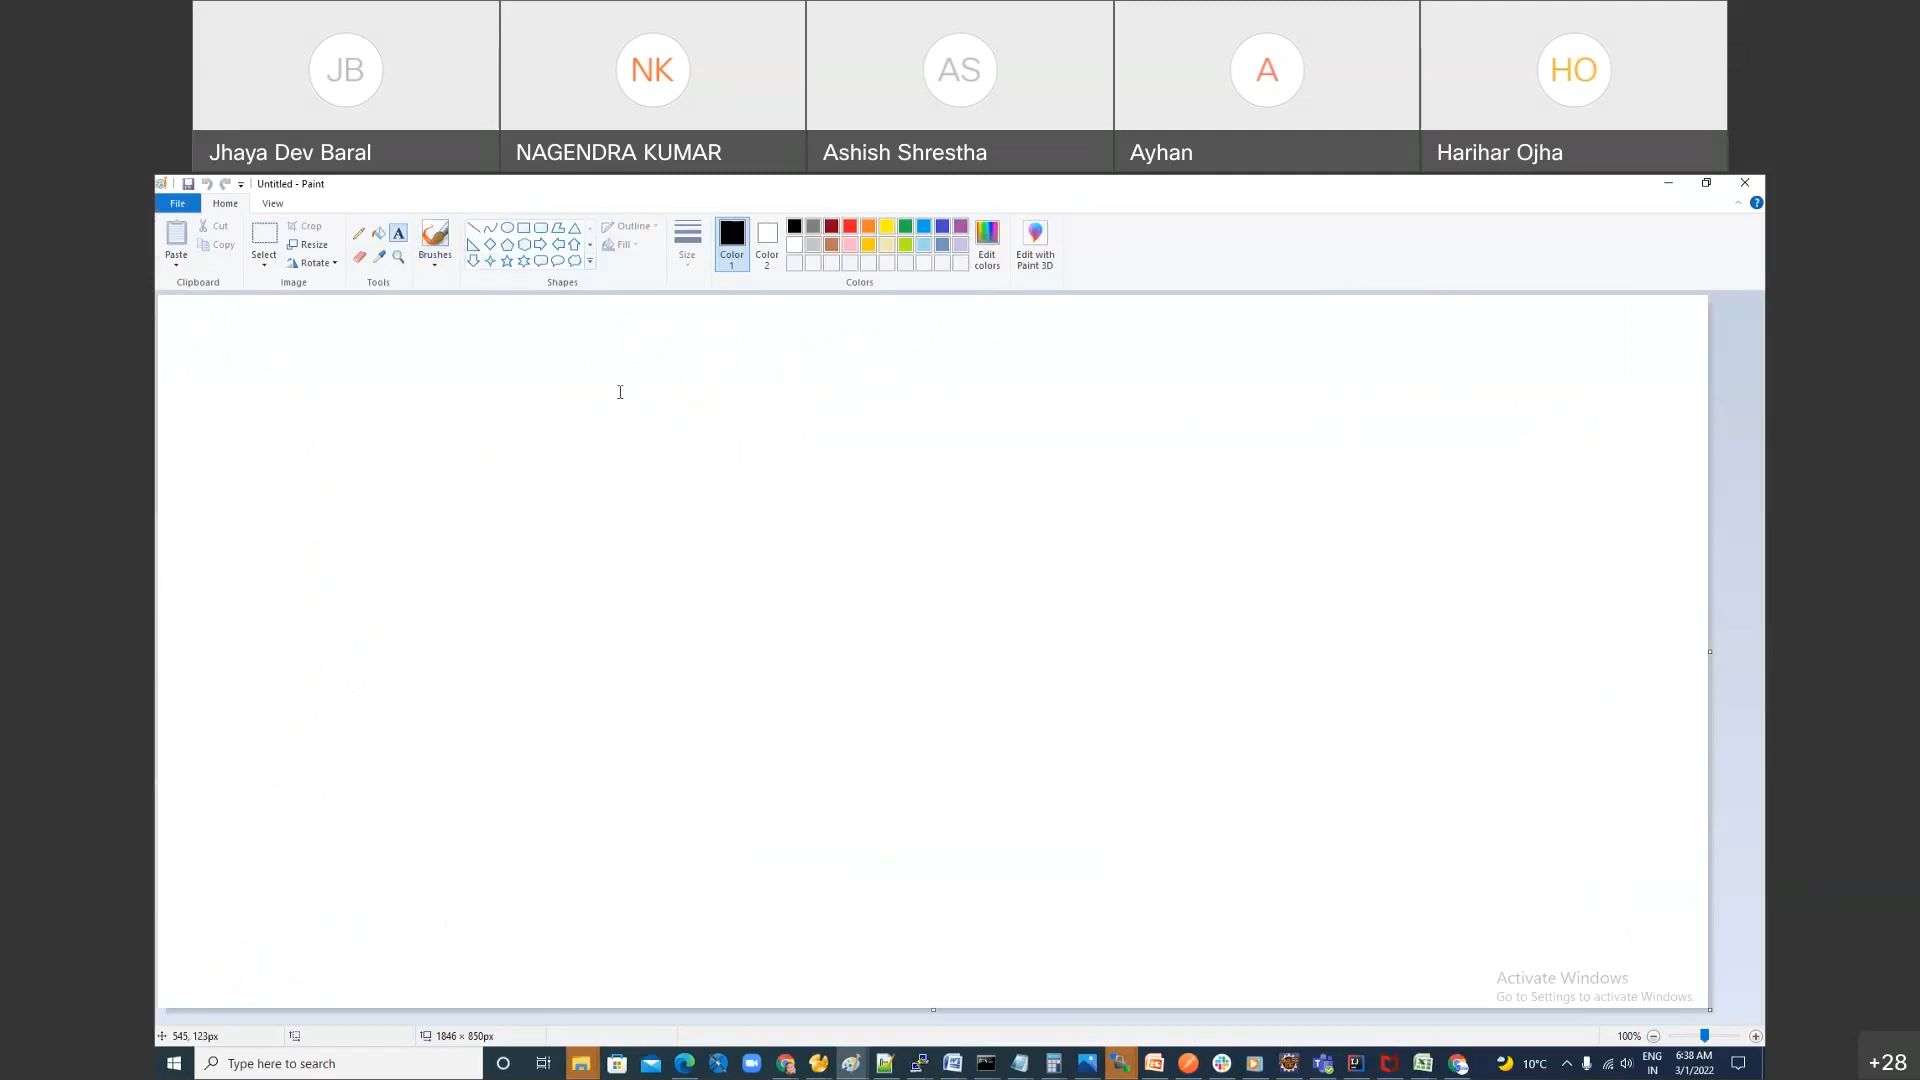 JB
NK
AS
A
HO
Jhaya Dev Baral
NAGENDRA KUMAR
Ashish Shrestha
Ayhan
Harihar Ojha
Untitled - Paint
File
Home
View
Paste
Cut
Copy
Clipboard
Select
Crop
Resize
Rotate
Image
A
Tools
Brushes
Outline
Fill
Shapes
Size
Color 1
Color 2
Edit colors
Colors
Edit with Paint 3D
Activate Windows
Go to Settings to activate Windows.
545, 123px
1846 × 850px
100%
Type here to search
10°C
ENG
IN
6:38 AM
3/1/2022
+28